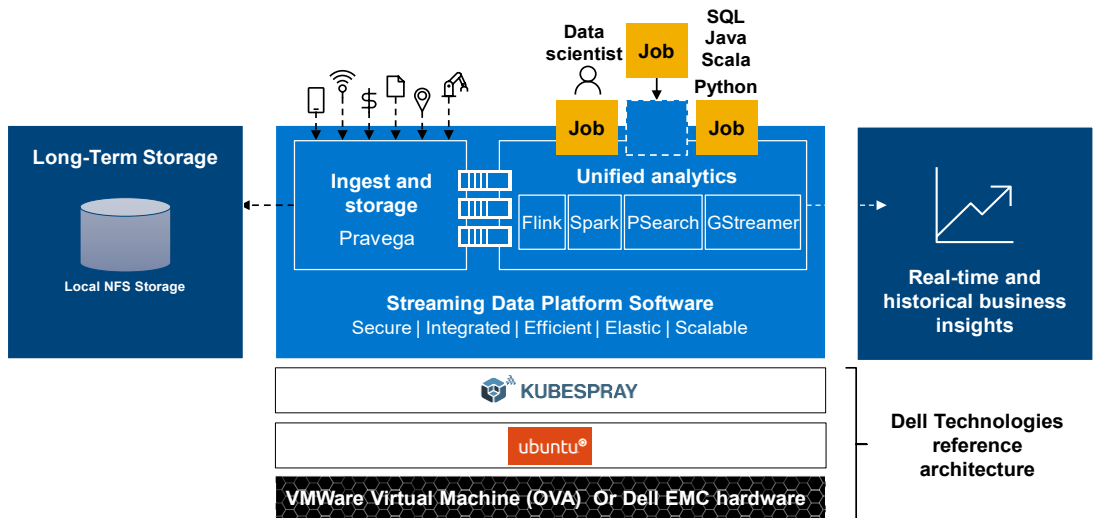 Data
scientist
Job
SQL
Java
Scala
Python
Job
Job
Long-Term Storage
Local NFS Storage
Ingest and
storage
Pravega
Unified analytics
Flink
Spark
PSearch
GStreamer
Streaming Data Platform Software
Secure | Integrated | Efficient | Elastic | Scalable
Real-time and
historical business
insights
KUBESPRAY
ubuntu®
VMWare Virtual Machine (OVA) Or Dell EMC hardware
Dell Technologies
reference
architecture